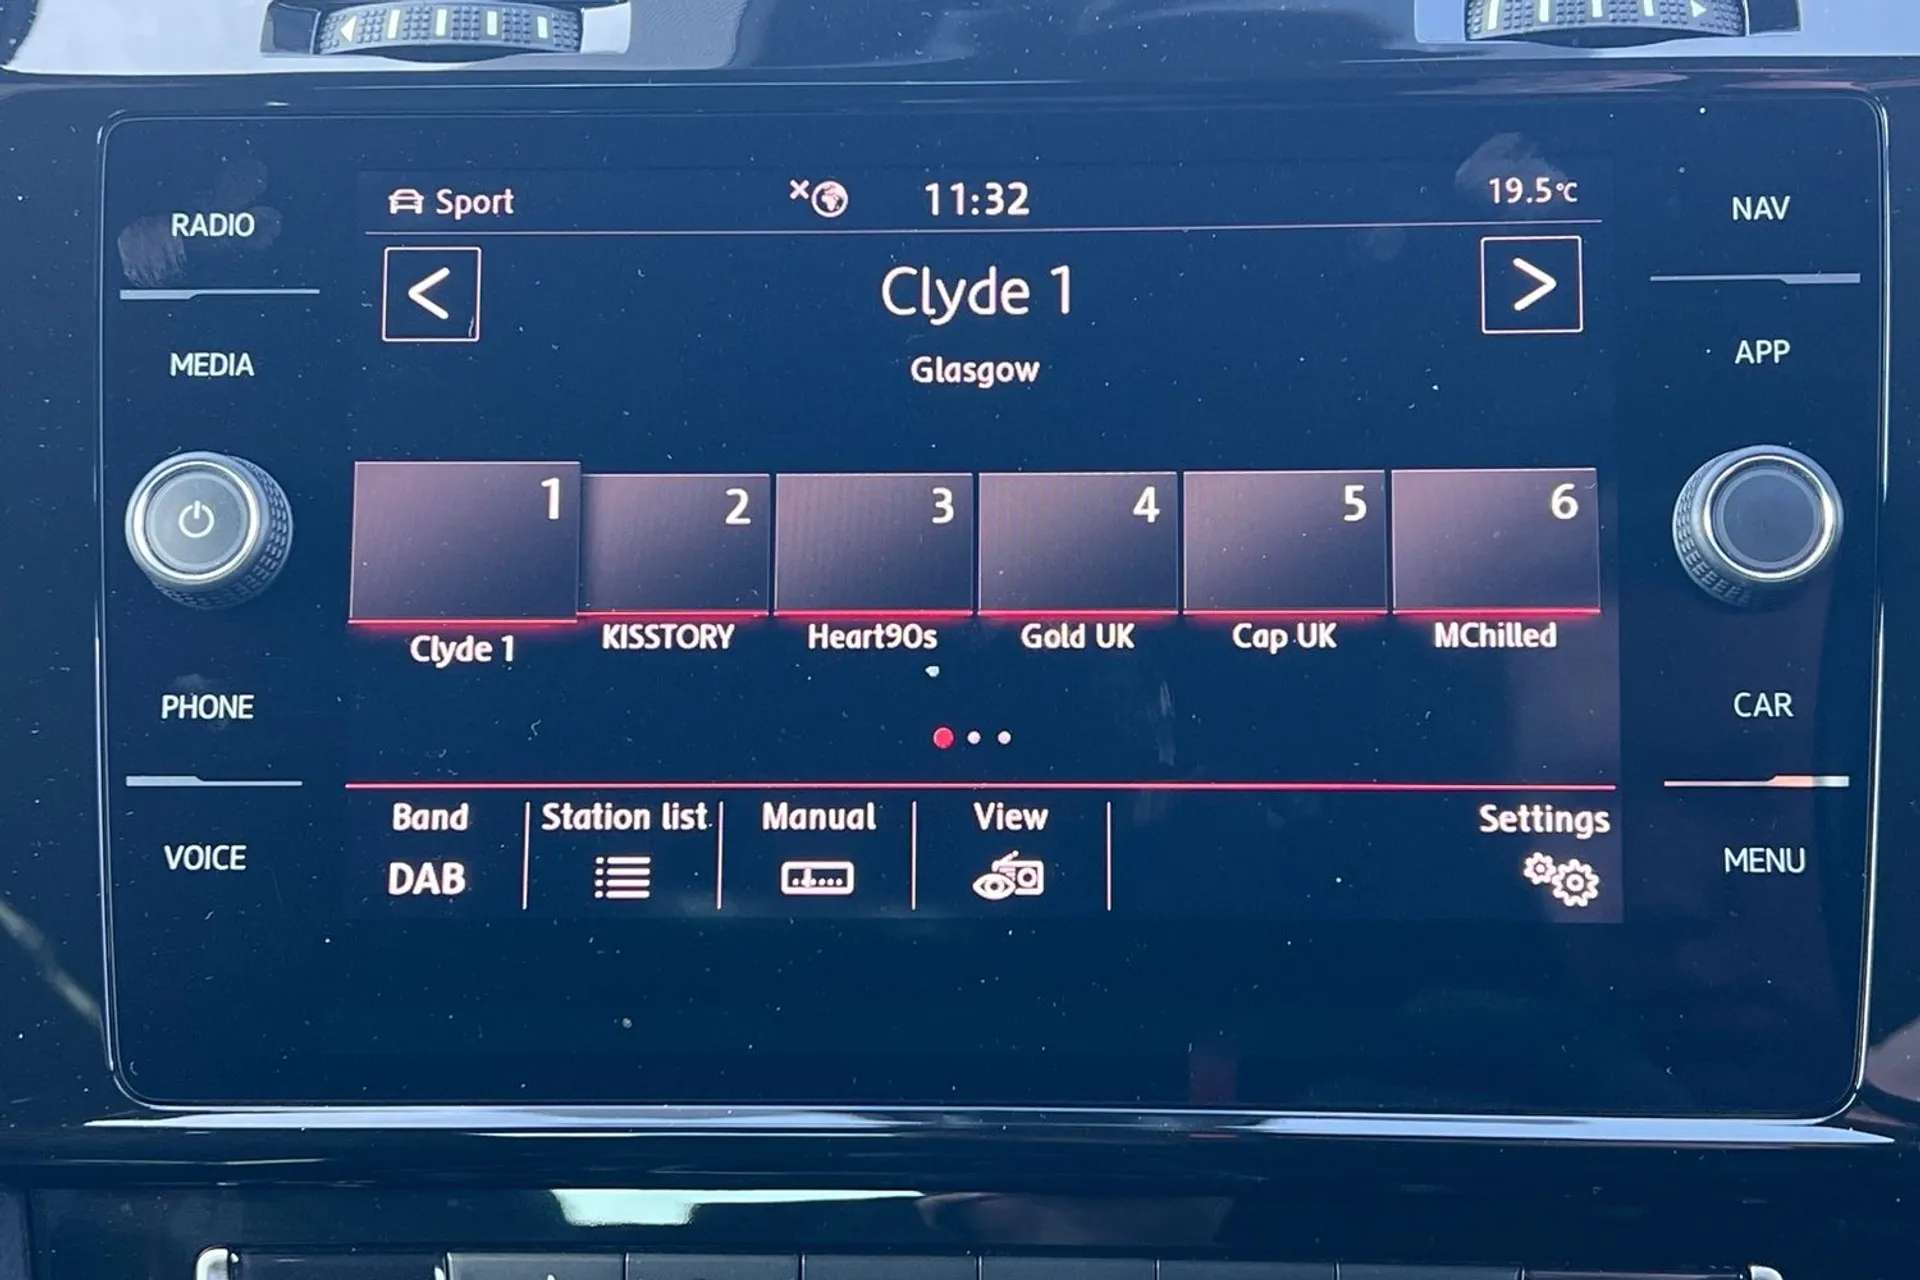 Sport 11:32 19.5°C
RADIO
NAV
< Clyde 1 >
MEDIA
Glasgow
APP
1 2 3 4 5 6
Clyde 1 KISSTORY Heart90s Gold UK Cap UK MChilled
PHONE
CAR
Band Station list Manual View Settings
DAB
VOICE
MENU